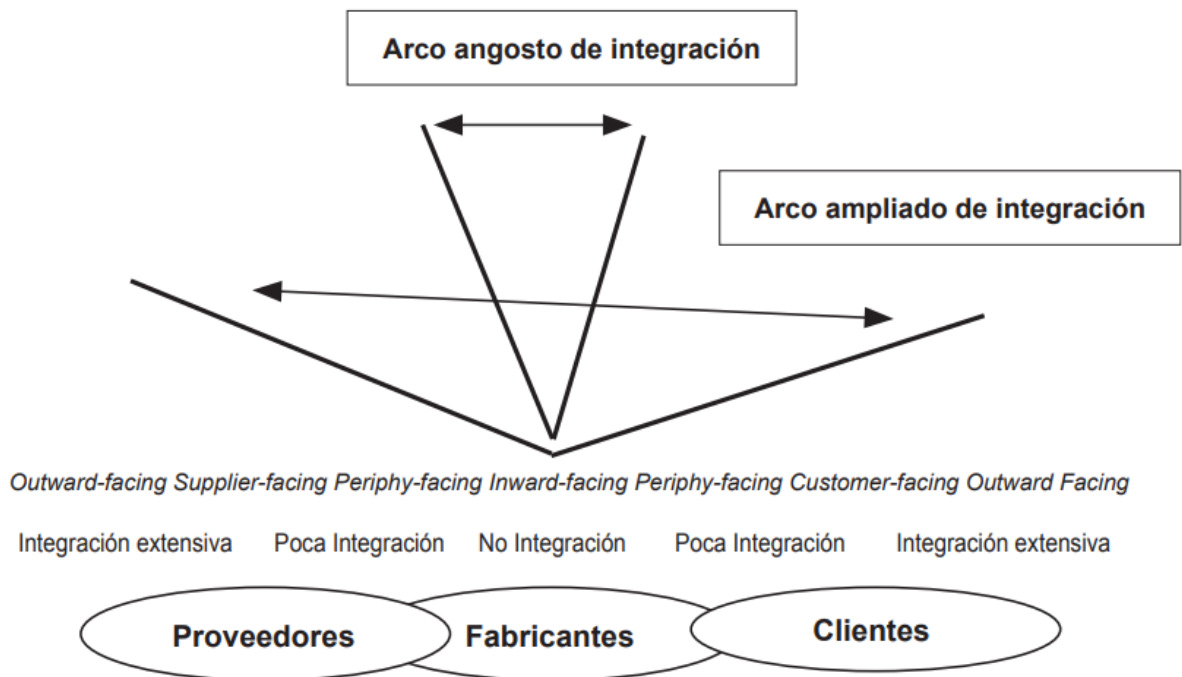 Arco angosto de integración
Arco ampliado de integración
Outward-facing Supplier-facing Periphy-facing Inward-facing Periphy-facing Customer-facing Outward Facing
Integración extensiva Poca Integración No Integración Poca Integración Integración extensiva
Proveedores Fabricantes Clientes